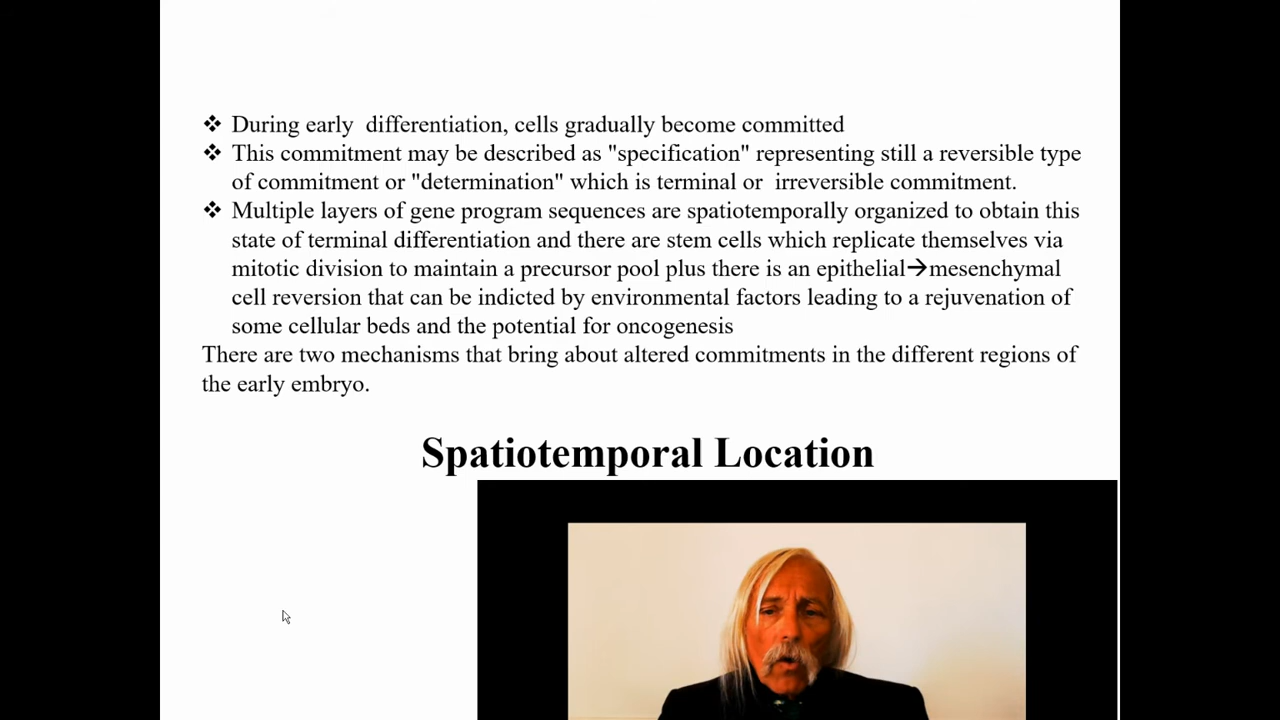 ❖ During early  differentiation, cells gradually become committed
❖ This commitment may be described as "specification" representing still a reversible type
of commitment or "determination" which is terminal or  irreversible commitment.
❖ Multiple layers of gene program sequences are spatiotemporally organized to obtain this
state of terminal differentiation and there are stem cells which replicate themselves via
mitotic division to maintain a precursor pool plus there is an epithelial→mesenchymal
cell reversion that can be indicted by environmental factors leading to a rejuvenation of
some cellular beds and the potential for oncogenesis
There are two mechanisms that bring about altered commitments in the different regions of
the early embryo.
Spatiotemporal Location